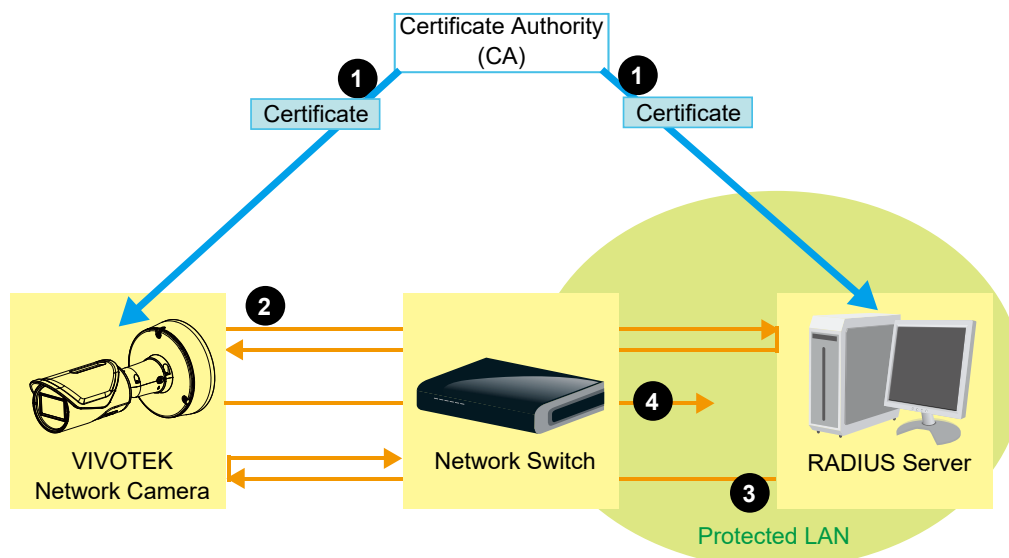 Certificate Authority
(CA)
1
1
Certificate
Certificate
2
4
VIVOTEK
Network Camera
Network Switch
RADIUS Server
3
Protected LAN